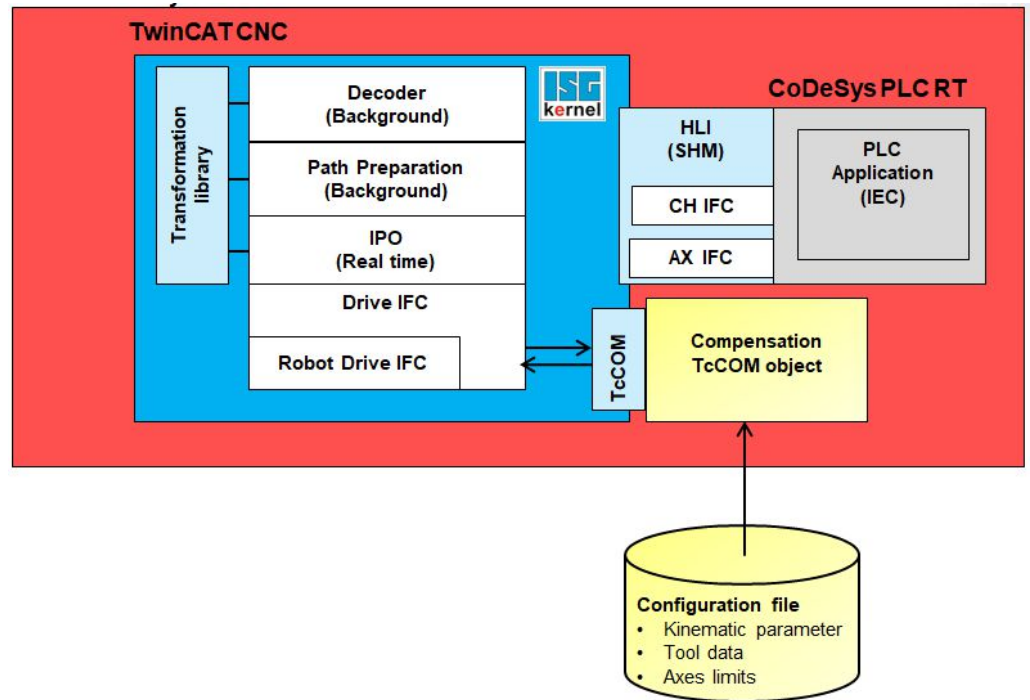 TwinCAT CNC
Transformation
library
Decoder
(Background)
Path Preparation
(Background)
IPO
(Real time)
Drive IFC
Robot Drive IFC
ISG
kernel
CoDeSys PLC RT
HLI
(SHM)
CH IFC
AX IFC
PLC
Application
(IEC)
TcCOM
Compensation
TcCOM object
Configuration file
• Kinematic parameter
• Tool data
• Axes limits